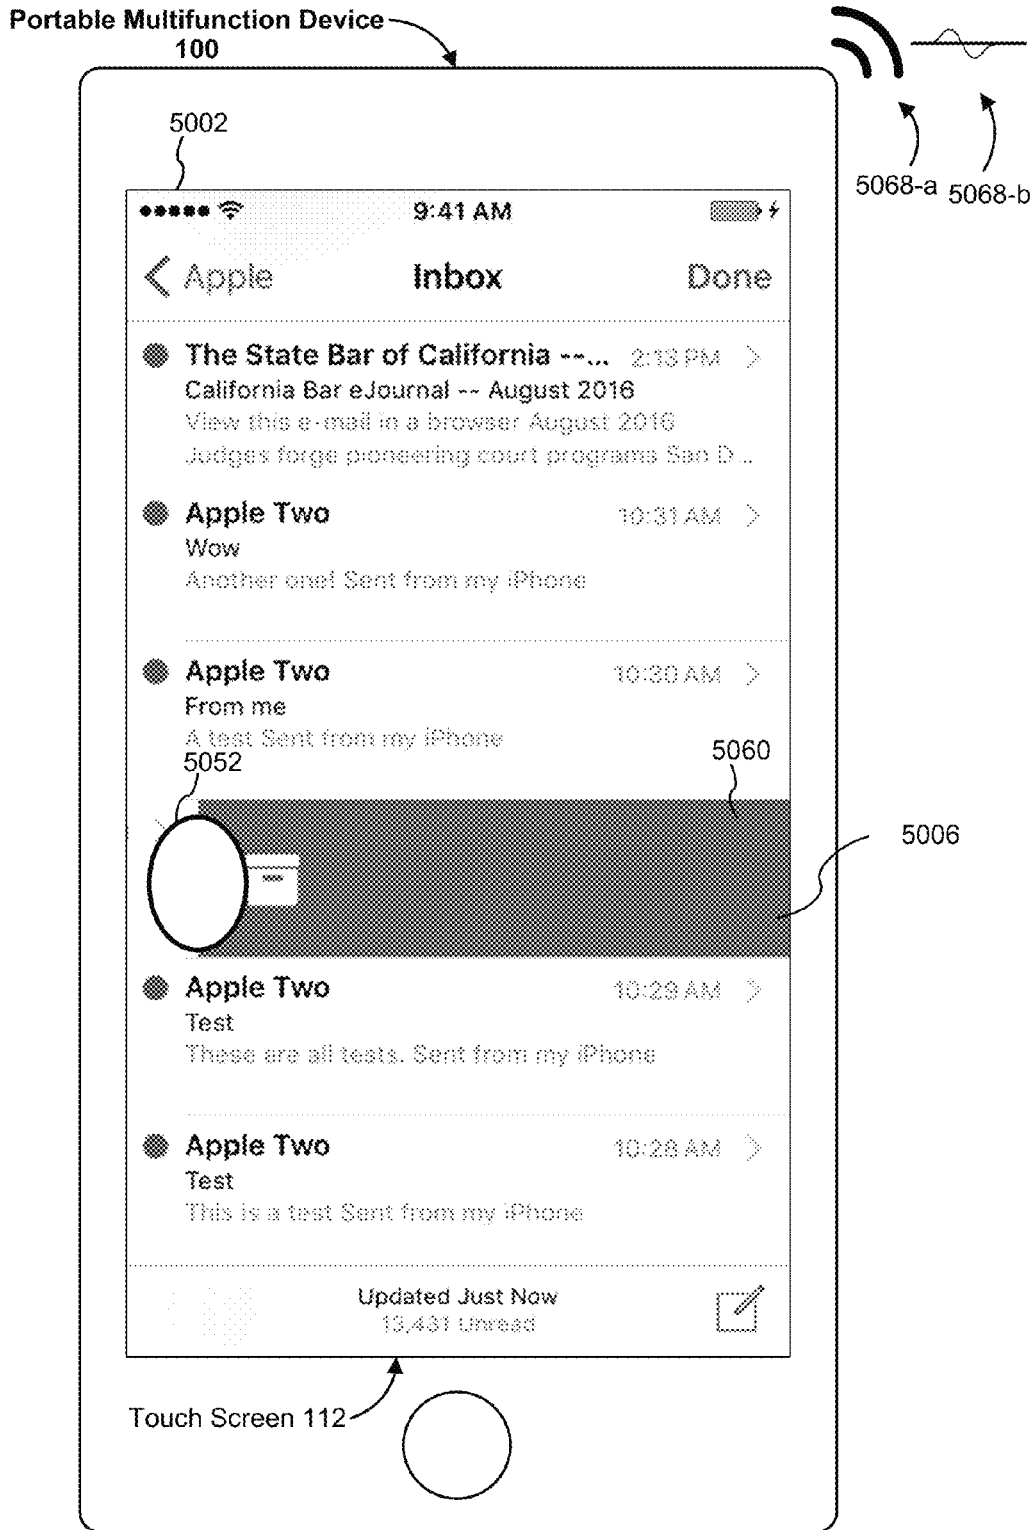 Portable Multifunction Device
100
5002
5068-a 5068-b
9:41 AM
Apple Inbox Done
The State Bar of California --... 2:13 PM
California Bar eJournal -- August 2016
View this e-mail in a browser August 2016
Judges forge pioneering court programs San D...
Apple Two 10:31 AM
Wow
Another one! Sent from my iPhone
Apple Two 10:30 AM
From me
A test Sent from my iPhone
5052 5060
5006
Apple Two 10:29 AM
Test
These are all tests. Sent from my iPhone
Apple Two 10:28 AM
Test
This is a test Sent from my iPhone
Updated Just Now
13,431 Unread
Touch Screen 112